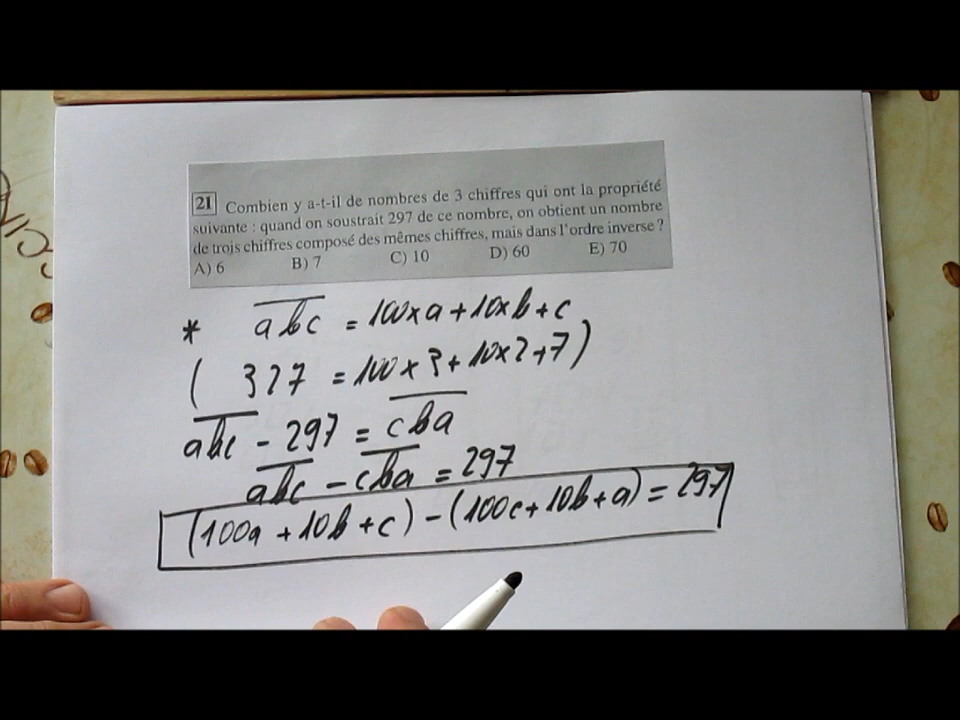 21 Combien y a-t-il de nombres de 3 chiffres qui ont la propriété
suivante : quand on soustrait 297 de ce nombre, on obtient un nombre
de trois chiffres composé des mêmes chiffres, mais dans l'ordre inverse ?
A) 6 B) 7 C) 10 D) 60 E) 70
* abc = 100×a+10×b+c
( 327 = 100×3+10×2+7)
abc - 297 = cba
abc - cba = 297
(100a +10b +c) - (100c+10b+a) = 297